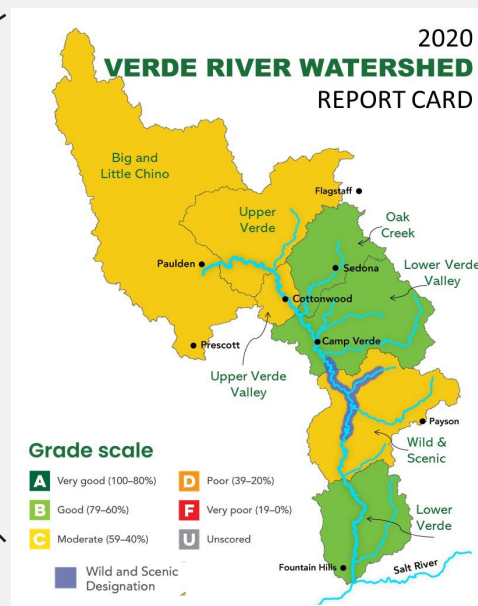 2020
VERDE RIVER WATERSHED
REPORT CARD
Big and
Little Chino
Flagstaff
Upper
Verde
Oak
Creek
Paulden
Sedona
Lower Verde
Valley
Cottonwood
Prescott
Camp Verde
Upper Verde
Valley
Payson
Wild &
Scenic
Grade scale
A Very good (100–80%)
D Poor (39–20%)
B Good (79–60%)
F Very poor (19–0%)
C Moderate (59–40%)
U Unscored
Lower
Verde
Wild and Scenic
Designation
Fountain Hills
Salt River